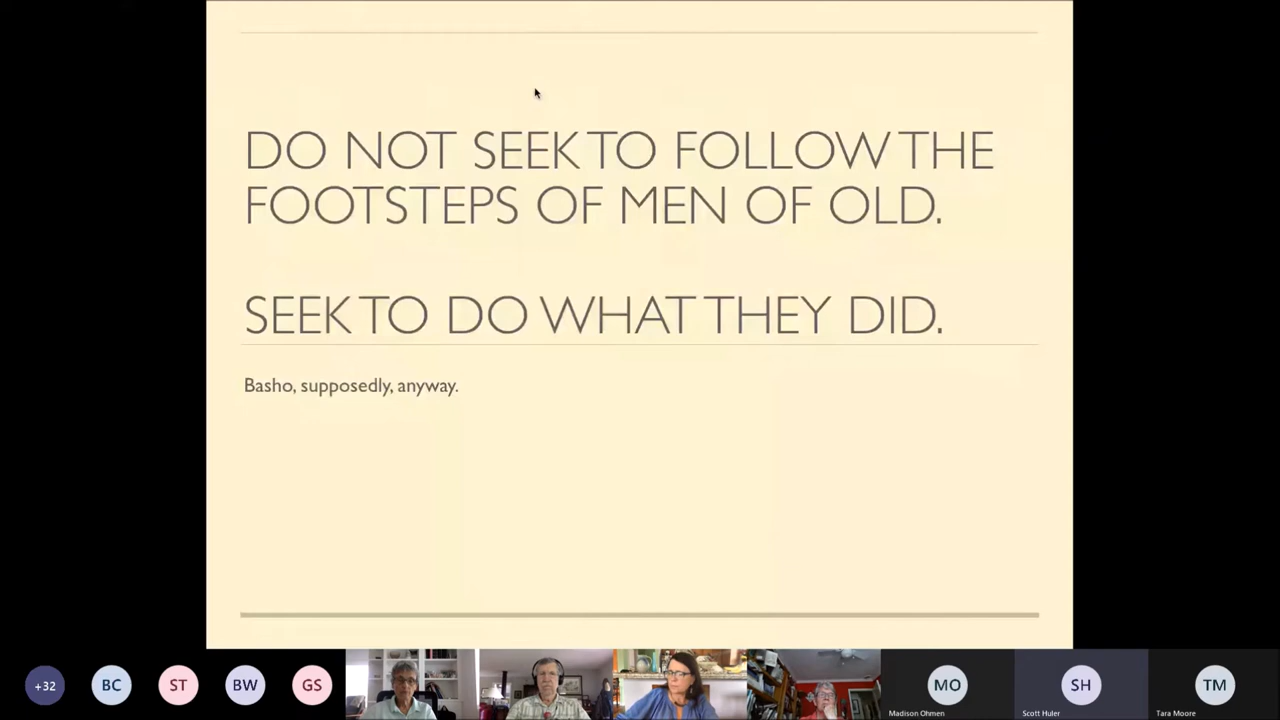 DO NOT SEEK TO FOLLOW THE
FOOTSTEPS OF MEN OF OLD.
SEEK TO DO WHAT THEY DID.
Basho, supposedly, anyway.
+32
BC
ST
BW
GS
MO
SH
TM
Madison Ohmen
Scott Huler
Tara Moore